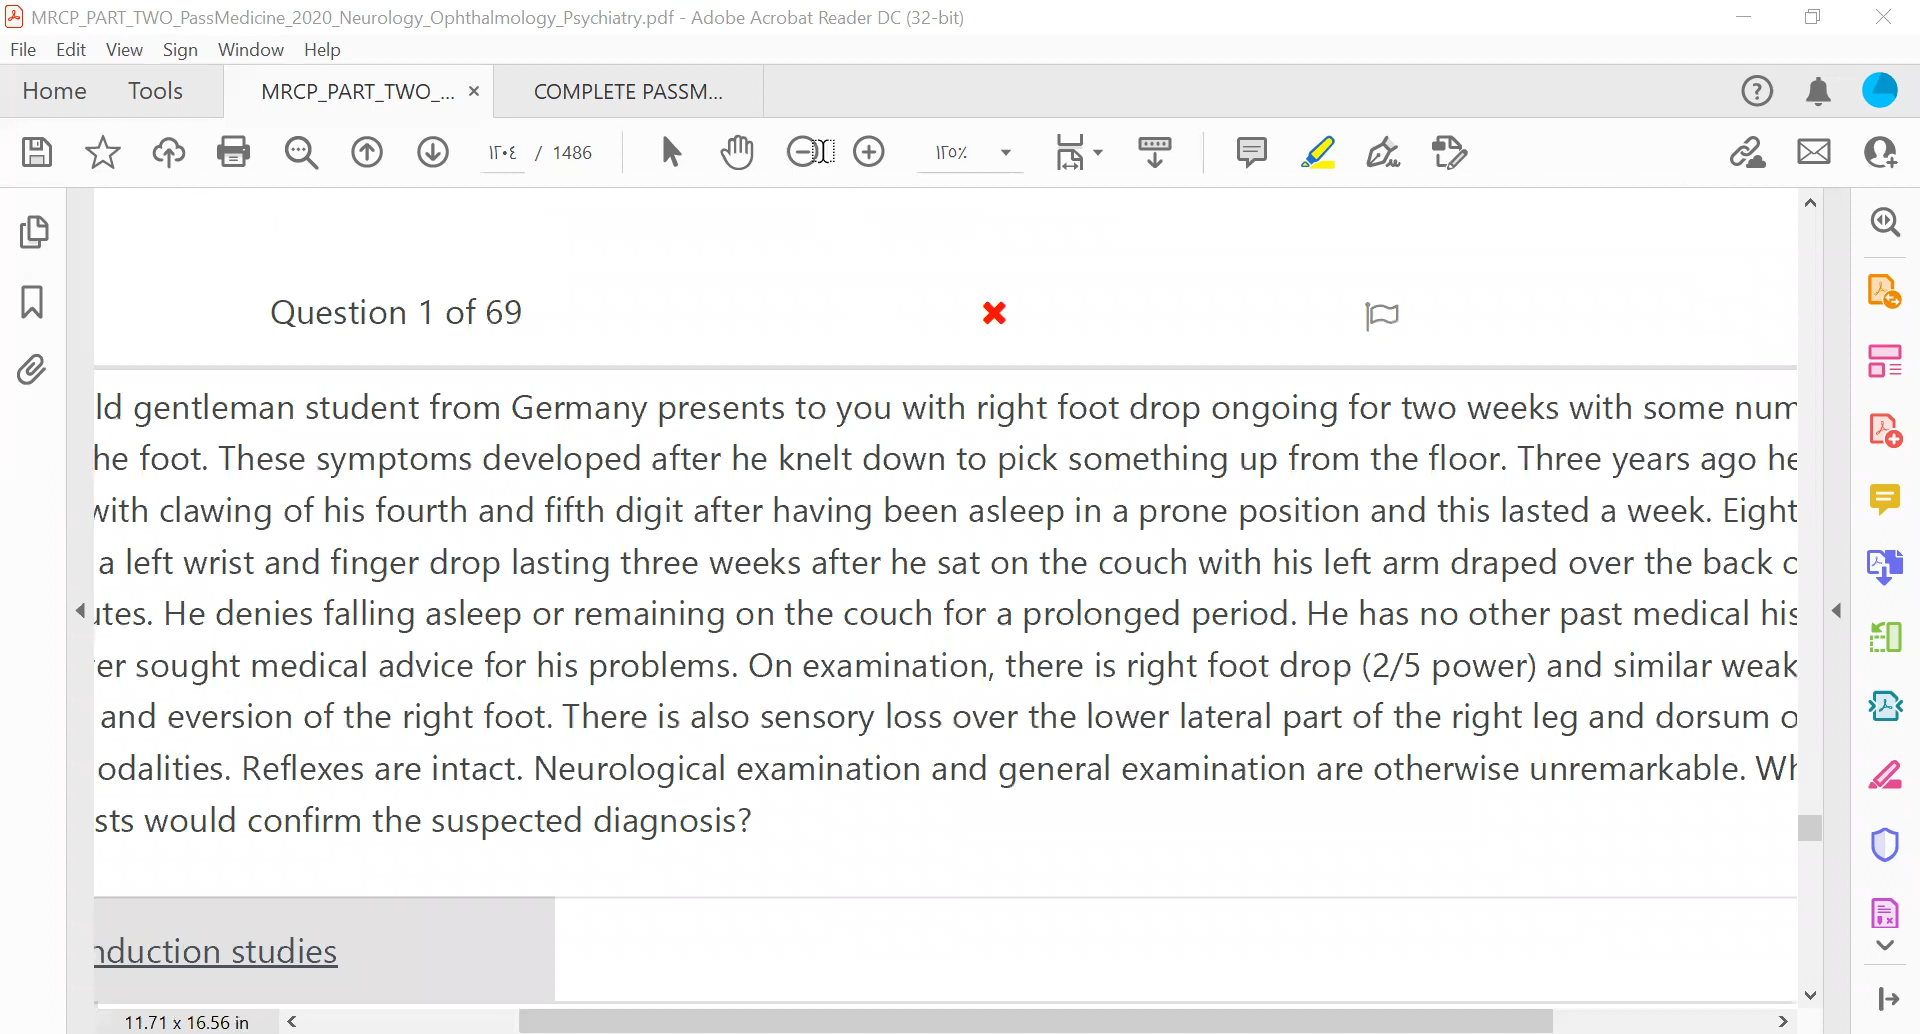 MRCP_PART_TWO_PassMedicine_2020_Neurology_Ophthalmology_Psychiatry.pdf - Adobe Acrobat Reader DC (32-bit)
File Edit View Sign Window Help
Home Tools MRCP_PART_TWO_... × COMPLETE PASSM...
١٢٠٤ / 1486 ١٢٥٪
Question 1 of 69
ld gentleman student from Germany presents to you with right foot drop ongoing for two weeks with some num
he foot. These symptoms developed after he knelt down to pick something up from the floor. Three years ago he
with clawing of his fourth and fifth digit after having been asleep in a prone position and this lasted a week. Eight
a left wrist and finger drop lasting three weeks after he sat on the couch with his left arm draped over the back o
utes. He denies falling asleep or remaining on the couch for a prolonged period. He has no other past medical his
er sought medical advice for his problems. On examination, there is right foot drop (2/5 power) and similar weak
and eversion of the right foot. There is also sensory loss over the lower lateral part of the right leg and dorsum o
odalities. Reflexes are intact. Neurological examination and general examination are otherwise unremarkable. Wh
sts would confirm the suspected diagnosis?
nduction studies
11.71 x 16.56 in